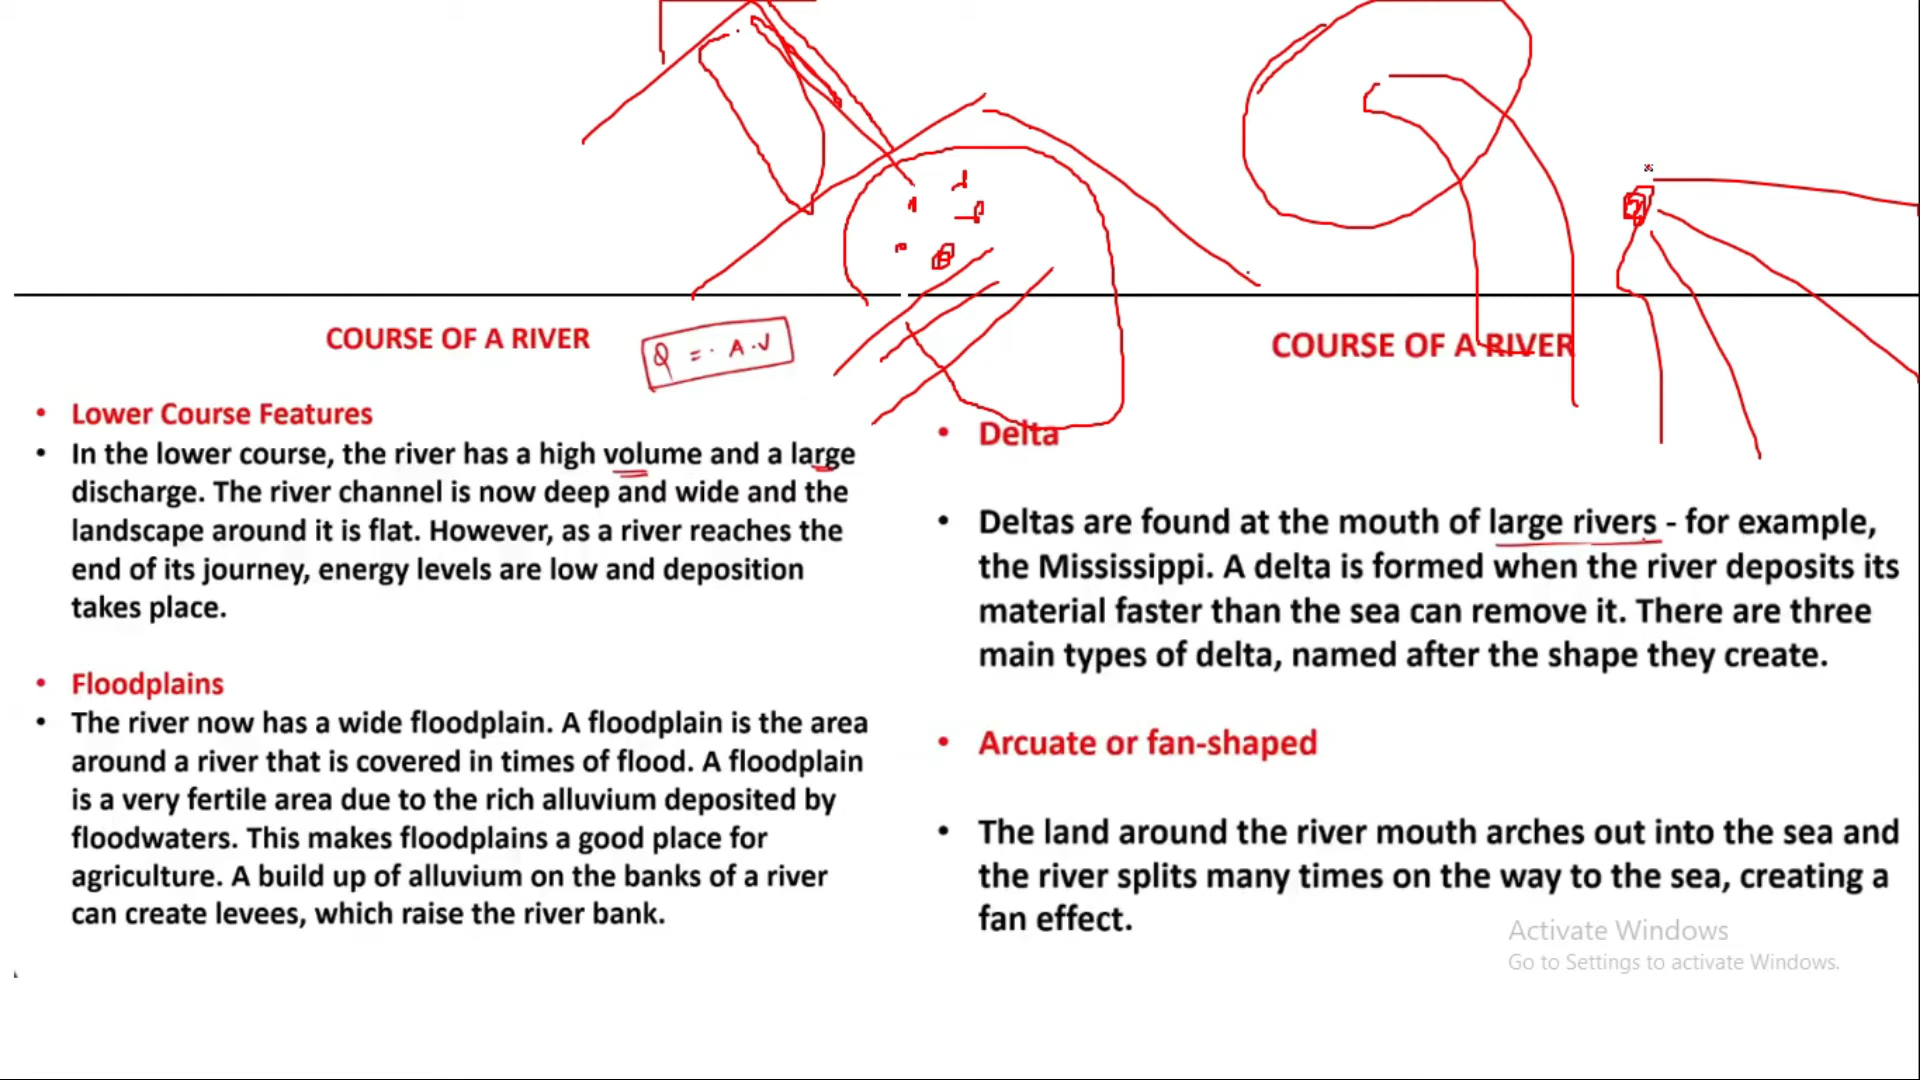 COURSE OF A RIVER
Q = A.V
• Lower Course Features
• In the lower course, the river has a high volume and a large
discharge. The river channel is now deep and wide and the
landscape around it is flat. However, as a river reaches the
end of its journey, energy levels are low and deposition
takes place.
• Floodplains
• The river now has a wide floodplain. A floodplain is the area
around a river that is covered in times of flood. A floodplain
is a very fertile area due to the rich alluvium deposited by
floodwaters. This makes floodplains a good place for
agriculture. A build up of alluvium on the banks of a river
can create levees, which raise the river bank.
COURSE OF A RIVER
• Delta
• Deltas are found at the mouth of large rivers - for example,
the Mississippi. A delta is formed when the river deposits its
material faster than the sea can remove it. There are three
main types of delta, named after the shape they create.
• Arcuate or fan-shaped
• The land around the river mouth arches out into the sea and
the river splits many times on the way to the sea, creating a
fan effect.
Activate Windows
Go to Settings to activate Windows.